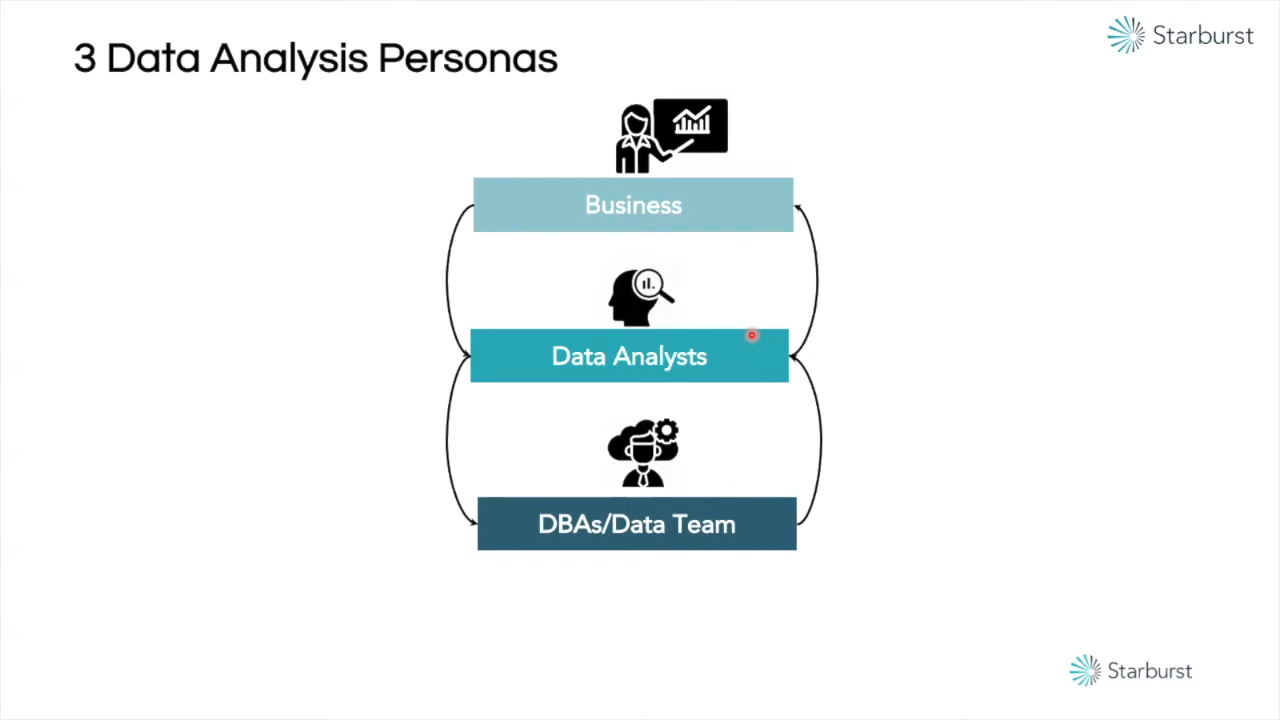 3 Data Analysis Personas
Starburst
Business
Data Analysts
DBAs/Data Team
Starburst